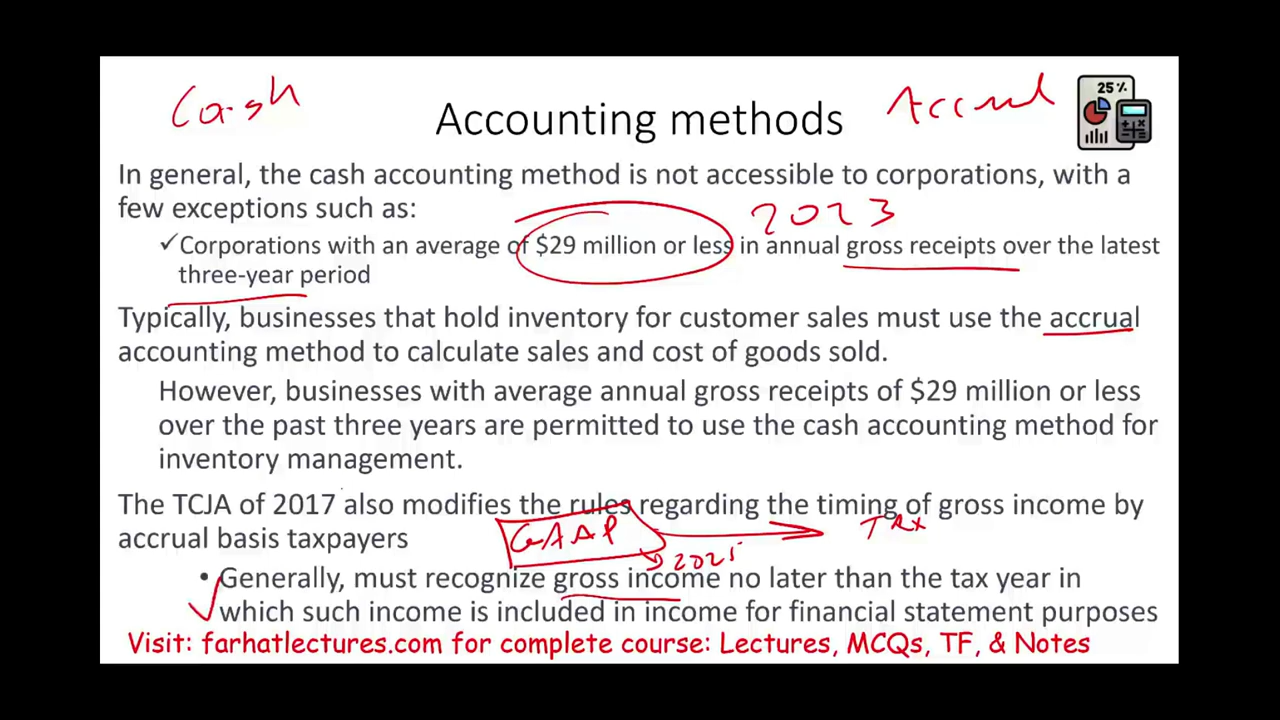 Cash
Accounting methods
Accrul
25%
In general, the cash accounting method is not accessible to corporations, with a
few exceptions such as:
2023
✓Corporations with an average of $29 million or less in annual gross receipts over the latest
three-year period
Typically, businesses that hold inventory for customer sales must use the accrual
accounting method to calculate sales and cost of goods sold.
However, businesses with average annual gross receipts of $29 million or less
over the past three years are permitted to use the cash accounting method for
inventory management.
The TCJA of 2017 also modifies the rules regarding the timing of gross income by
accrual basis taxpayers
GAAP
TAX
2025
• Generally, must recognize gross income no later than the tax year in
which such income is included in income for financial statement purposes
Visit: farhatlectures.com for complete course: Lectures, MCQs, TF, & Notes